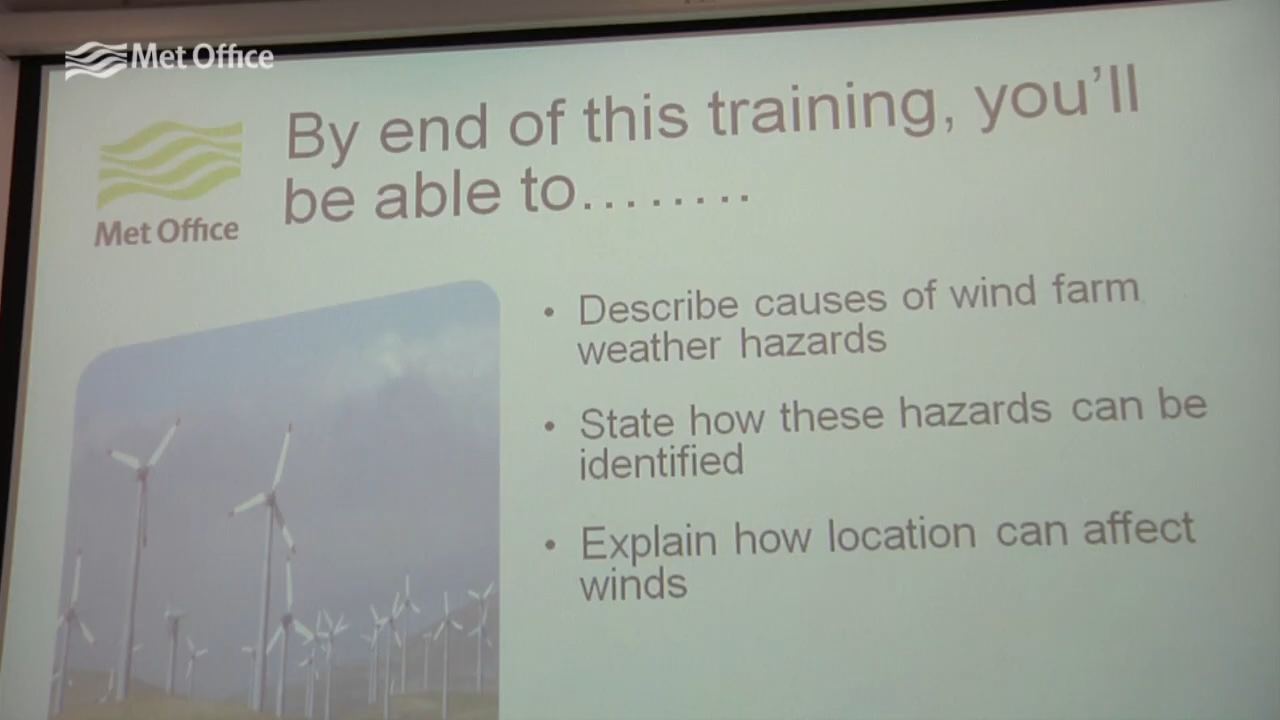 Met Office
By end of this training, you'll
be able to........
Met Office
• Describe causes of wind farm
weather hazards
• State how these hazards can be
identified
• Explain how location can affect
winds